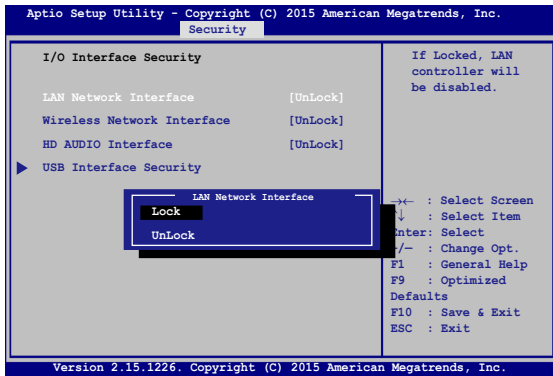 Aptio Setup Utility - Copyright (C) 2015 American Megatrends, Inc.
Security
I/O Interface Security
LAN Network Interface [UnLock]
Wireless Network Interface [UnLock]
HD AUDIO Interface [UnLock]
USB Interface Security
If Locked, LAN
controller will
be disabled.
LAN Network Interface
Lock
UnLock
→← : Select Screen
↑↓ : Select Item
Enter: Select
+/— : Change Opt.
F1 : General Help
F9 : Optimized
Defaults
F10 : Save & Exit
ESC : Exit
Version 2.15.1226. Copyright (C) 2015 American Megatrends, Inc.